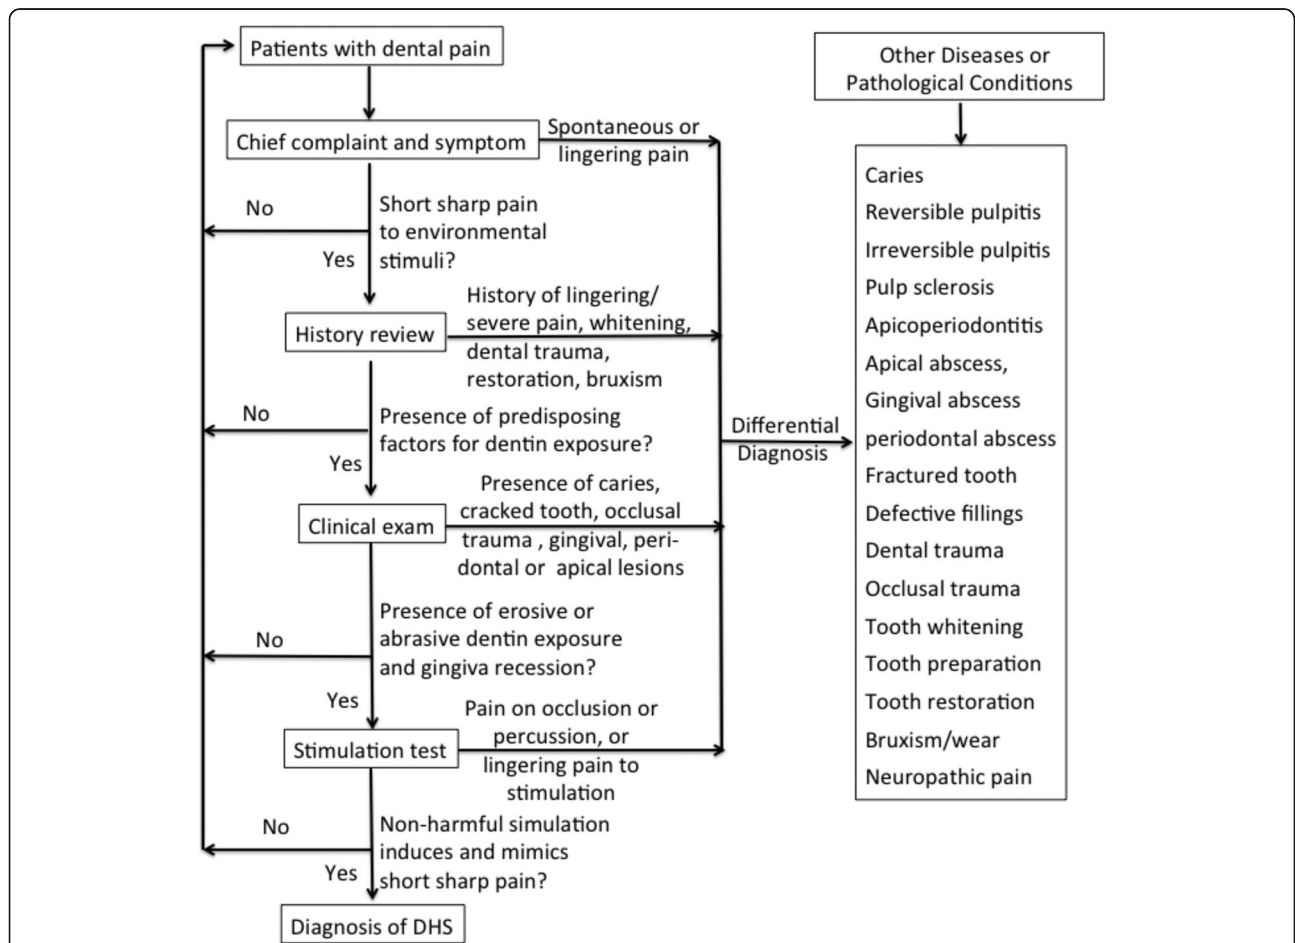 Patients with dental pain
Other Diseases or
Pathological Conditions
Chief complaint and symptom
Spontaneous or
lingering pain
No
Short sharp pain
to environmental
stimuli?
Yes
History review
History of lingering/
severe pain, whitening,
dental trauma,
restoration, bruxism
No
Presence of predisposing
factors for dentin exposure?
Yes
Clinical exam
Presence of caries,
cracked tooth, occlusal
trauma , gingival, peri-
dontal or apical lesions
No
Presence of erosive or
abrasive dentin exposure
and gingiva recession?
Yes
Stimulation test
Pain on occlusion or
percussion, or
lingering pain to
stimulation
No
Non-harmful simulation
induces and mimics
short sharp pain?
Yes
Diagnosis of DHS
Differential
Diagnosis
Caries
Reversible pulpitis
Irreversible pulpitis
Pulp sclerosis
Apicoperiodontitis
Apical abscess,
Gingival abscess
periodontal abscess
Fractured tooth
Defective fillings
Dental trauma
Occlusal trauma
Tooth whitening
Tooth preparation
Tooth restoration
Bruxism/wear
Neuropathic pain